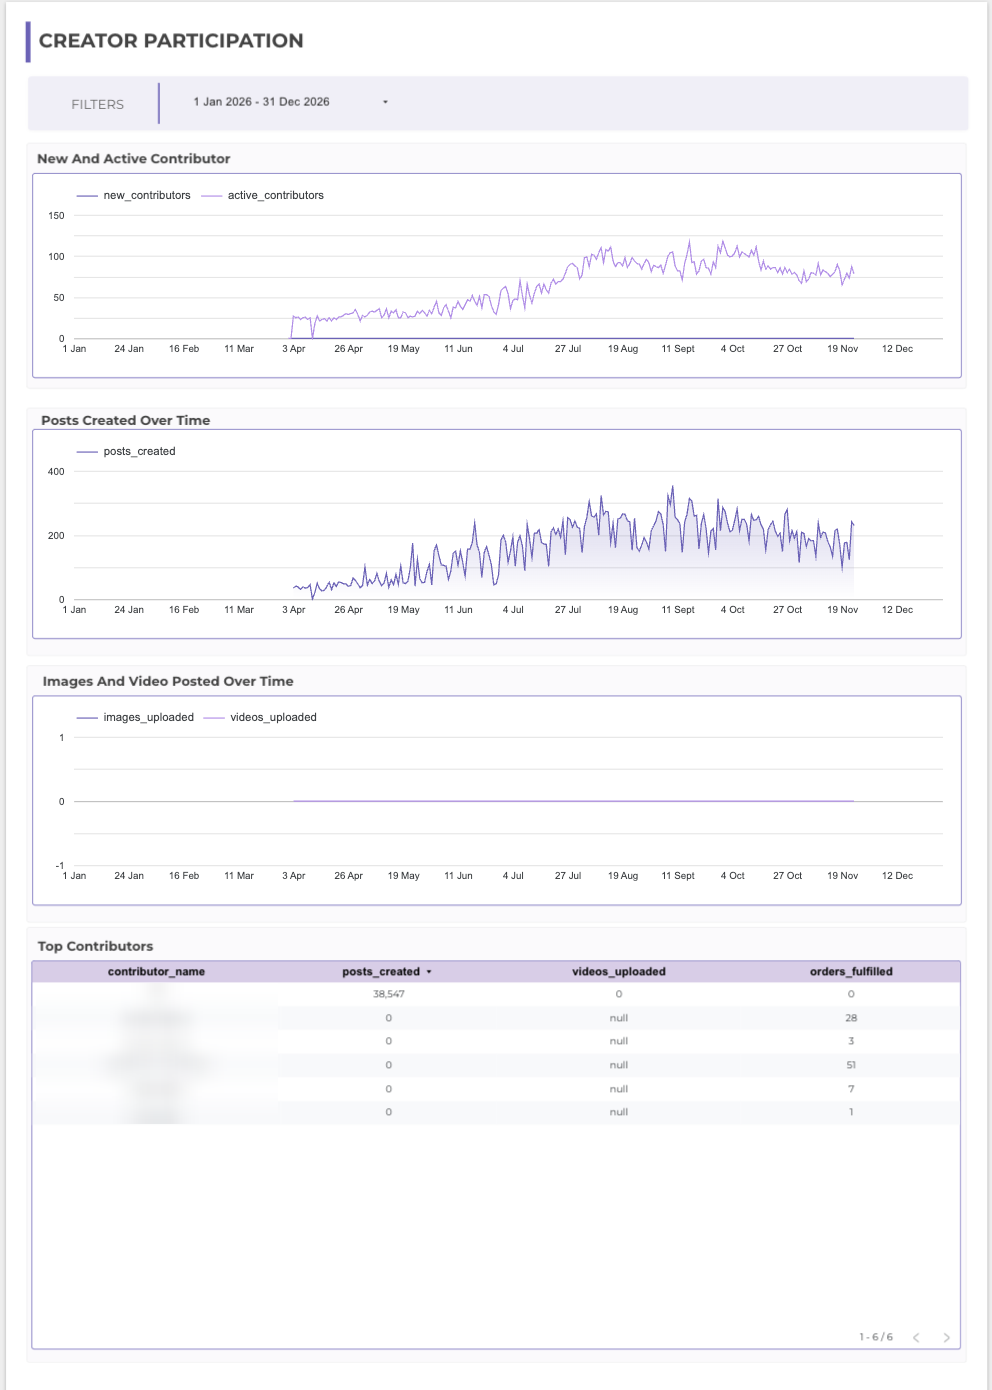 CREATOR PARTICIPATION
FILTERS 1 Jan 2026 - 31 Dec 2026
New And Active Contributor
new_contributors active_contributors
150
100
50
0
1 Jan 24 Jan 16 Feb 11 Mar 3 Apr 26 Apr 19 May 11 Jun 4 Jul 27 Jul 19 Aug 11 Sept 4 Oct 27 Oct 19 Nov 12 Dec
Posts Created Over Time
posts_created
400
200
0
1 Jan 24 Jan 16 Feb 11 Mar 3 Apr 26 Apr 19 May 11 Jun 4 Jul 27 Jul 19 Aug 11 Sept 4 Oct 27 Oct 19 Nov 12 Dec
Images And Video Posted Over Time
images_uploaded videos_uploaded
1
0
-1
1 Jan 24 Jan 16 Feb 11 Mar 3 Apr 26 Apr 19 May 11 Jun 4 Jul 27 Jul 19 Aug 11 Sept 4 Oct 27 Oct 19 Nov 12 Dec
Top Contributors
contributor_name posts_created videos_uploaded orders_fulfilled
38,547 0 0
0 null 28
0 null 3
0 null 51
0 null 7
0 null 1
1 - 6 / 6